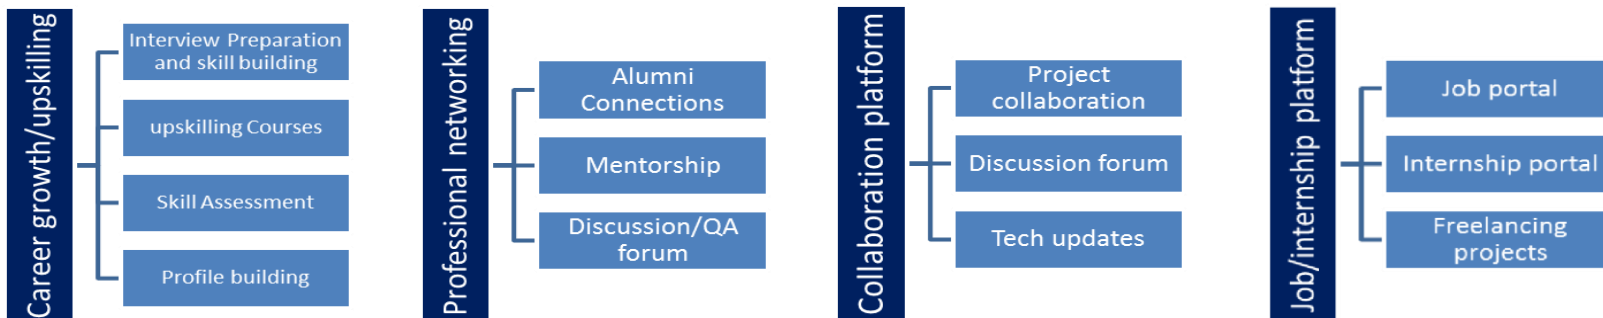 Career growth/upskilling
Interview Preparation
and skill building
upskilling Courses
Skill Assessment
Profile building
Professional networking
Alumni
Connections
Mentorship
Discussion/QA
forum
Collaboration platform
Project
collaboration
Discussion forum
Tech updates
Job/internship platform
Job portal
Internship portal
Freelancing
projects